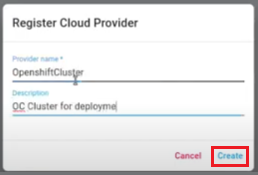 Register Cloud Provider
Provider name *
OpenshiftCluster
Description
OC Cluster for deployme
Cancel Create